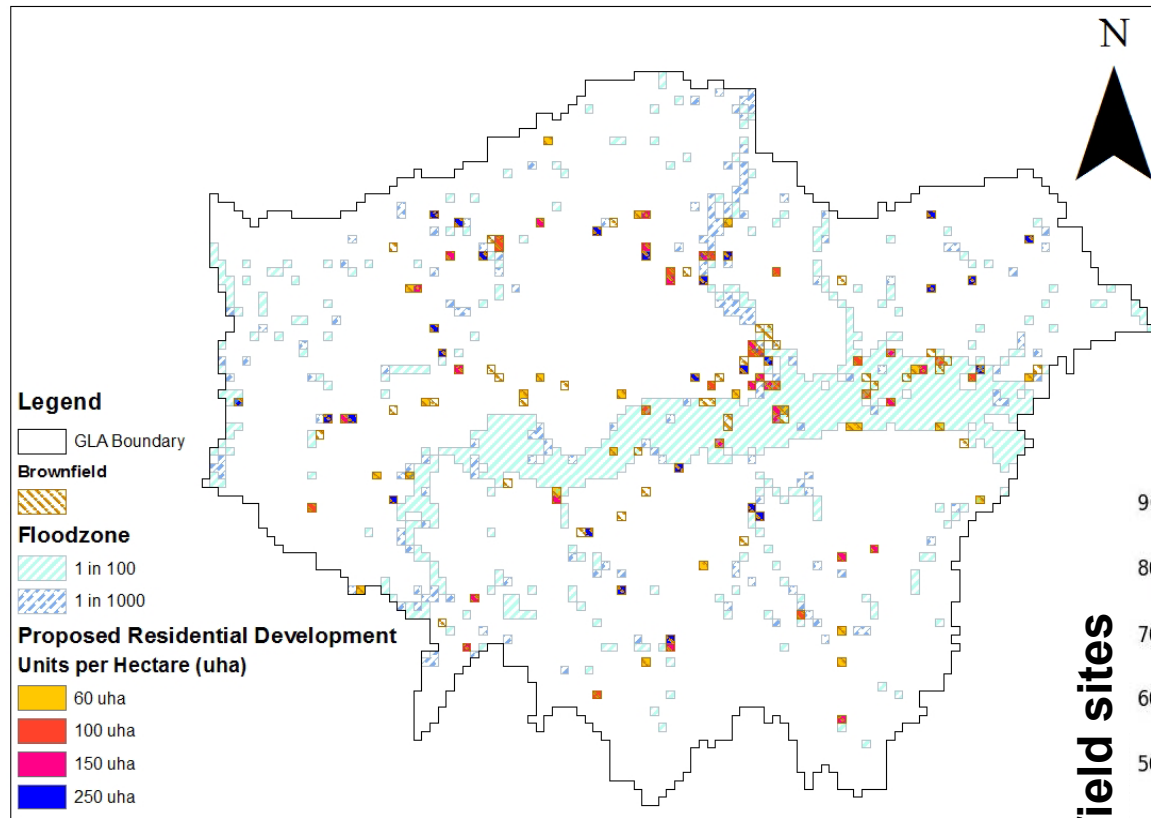 N
Legend
GLA Boundary
Brownfield
Floodzone
1 in 100
1 in 1000
Proposed Residential Development
Units per Hectare (uha)
60 uha
100 uha
150 uha
250 uha
field sites